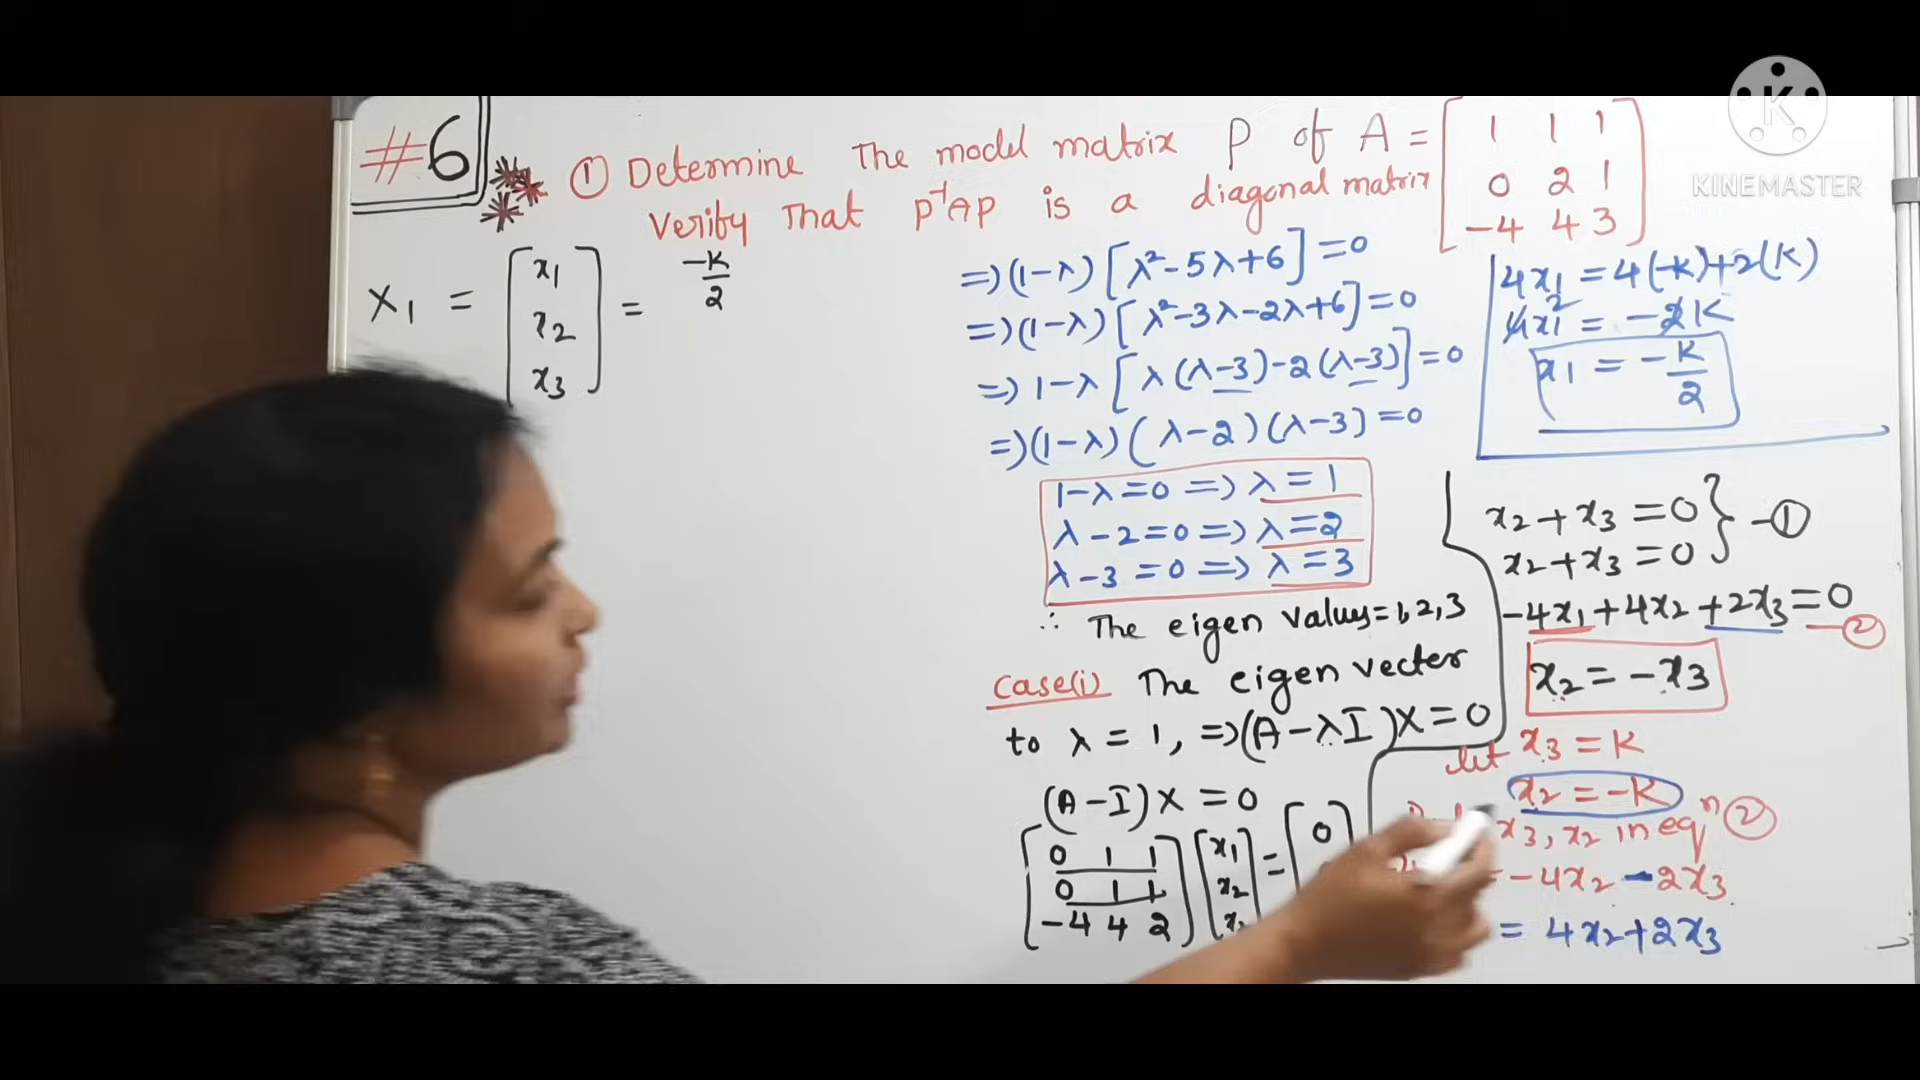 #6
① Determine The model matrix P of A = [1 1 1
0 2 1
-4 4 3]
Verify That P⁻¹AP is a diagonal matrix
X₁ = [x₁
x₂
x₃] = -K/2
=> (1-λ) [λ²-5λ+6] = 0
=> (1-λ) [λ²-3λ-2λ+6] = 0
=> 1-λ [λ(λ-3)-2(λ-3)] = 0
=> (1-λ) (λ-2) (λ-3) = 0
1-λ=0 => λ = 1
λ-2=0 => λ=2
λ-3=0 => λ=3
∴ The eigen values=1,2,3
Case(i) The eigen vecter
to λ = 1, => (A-λI)X = 0
(A-I)X = 0
[0 1 1
0 1 1
-4 4 2] [x₁
x₂
= [0
4x₁ = 4(-K)+2(K)
4x₁ = -2K
2
x₁ = -K/2
x₂+x₃ = 0
x₂+x₃ = 0 } -①
-4x₁+4x₂+2x₃=0 -②
x₂ = -x₃
let x₃ = K
x₂ = -K
x₃, x₂ in eqⁿ ②
-4x₂ -2x₃
= 4x₂+2x₃
KINEMASTER